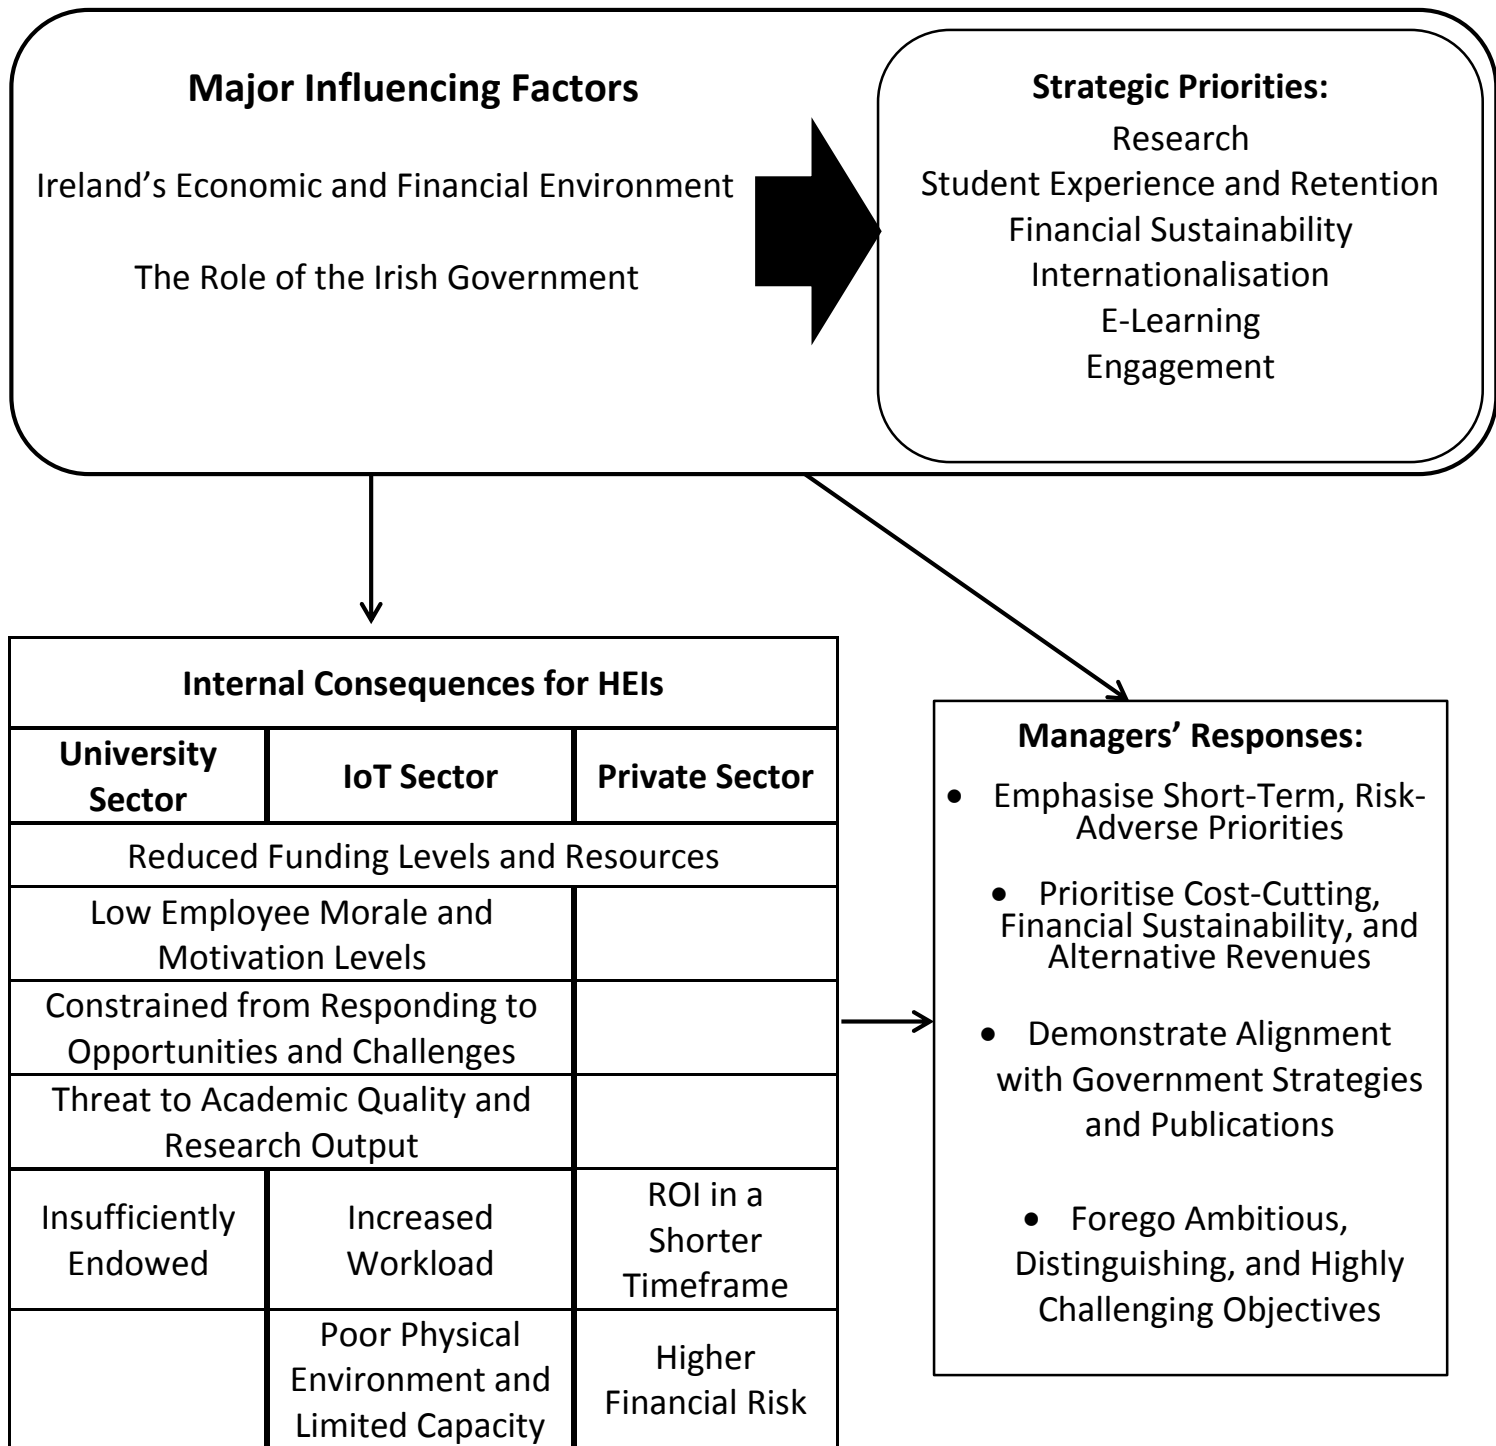 Major Influencing Factors
Ireland’s Economic and Financial Environment
The Role of the Irish Government
Strategic Priorities:
Research
Student Experience and Retention
Financial Sustainability
Internationalisation
E-Learning
Engagement
Internal Consequences for HEIs
University
Sector
IoT Sector
Private Sector
Reduced Funding Levels and Resources
Low Employee Morale and
Motivation Levels
Constrained from Responding to
Opportunities and Challenges
Threat to Academic Quality and
Research Output
Insufficiently
Endowed
Increased
Workload
ROI in a
Shorter
Timeframe
Poor Physical
Environment and
Limited Capacity
Higher
Financial Risk
Managers’ Responses:
• Emphasise Short-Term, Risk-
Adverse Priorities
• Prioritise Cost-Cutting,
Financial Sustainability, and
Alternative Revenues
• Demonstrate Alignment
with Government Strategies
and Publications
• Forego Ambitious,
Distinguishing, and Highly
Challenging Objectives